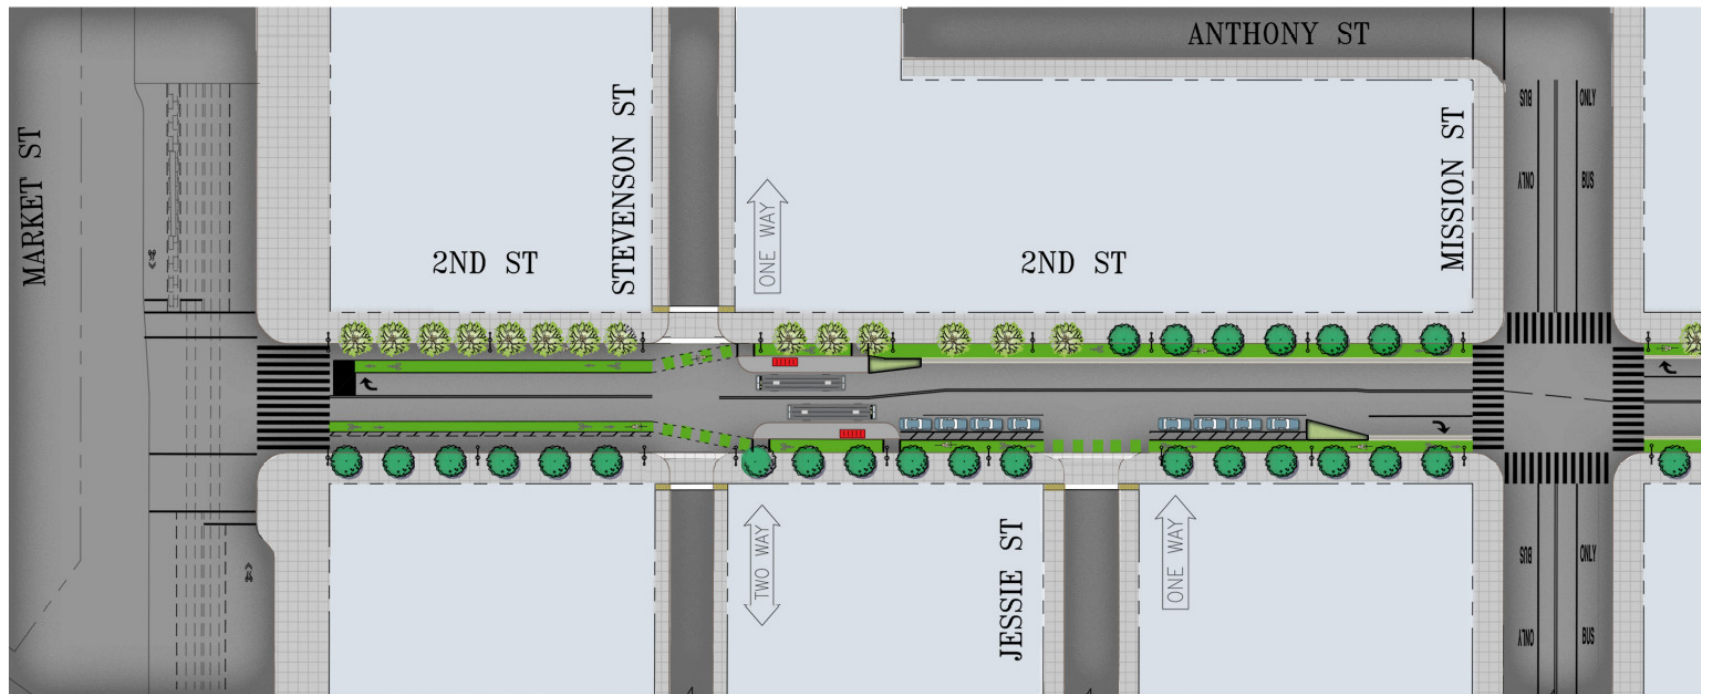 ANTHONY ST
MARKET ST
STEVENSON ST
MISSION ST
BUS
ONLY
ONLY
BUS
2ND ST
ONE WAY
2ND ST
TWO WAY
JESSIE ST
ONE WAY
BUS
ONLY
ONLY
BUS